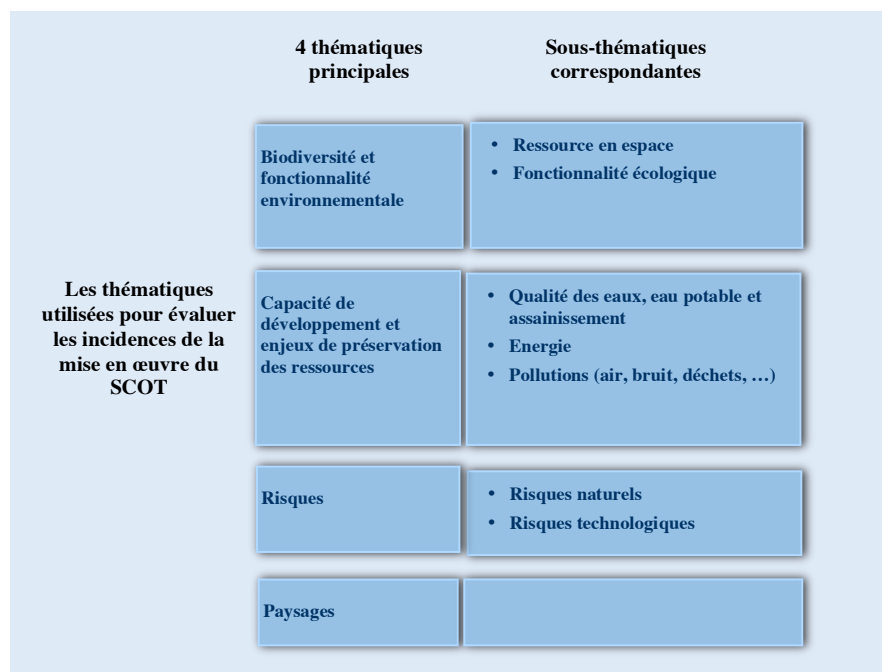 4 thématiques
principales
Sous-thématiques
correspondantes
Les thématiques
utilisées pour évaluer
les incidences de la
mise en œuvre du
SCOT
Biodiversité et
fonctionnalité
environnementale
• Ressource en espace
• Fonctionnalité écologique
Capacité de
développement et
enjeux de préservation
des ressources
• Qualité des eaux, eau potable et
assainissement
• Energie
• Pollutions (air, bruit, déchets, …)
Risques
• Risques naturels
• Risques technologiques
Paysages